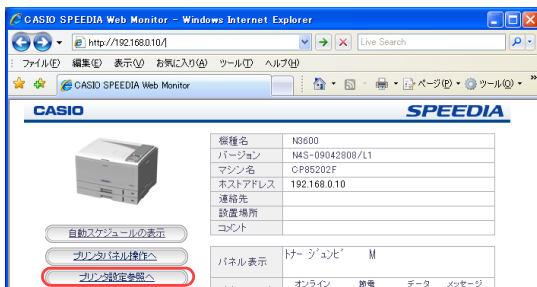 CASIO SPEEDIA Web Monitor - Windows Internet Explorer
http://192.168.0.10/
Live Search
ファイル(F) 編集(E) 表示(V) お気に入り(A) ツール(T) ヘルプ(H)
CASIO SPEEDIA Web Monitor
ページ(P) ツール(O)
CASIO SPEEDIA
機種名 N3600
バージョン N4S-09042808/L1
マシン名 CP85202F
ホストアドレス 192.168.0.10
連絡先
設置場所
コメント
自動スケジュールの表示
プリンタパネル操作へ
プリンタ設定参照へ
パネル表示 トナー ジュンビ M
オンライン 節電 データ メッセージ